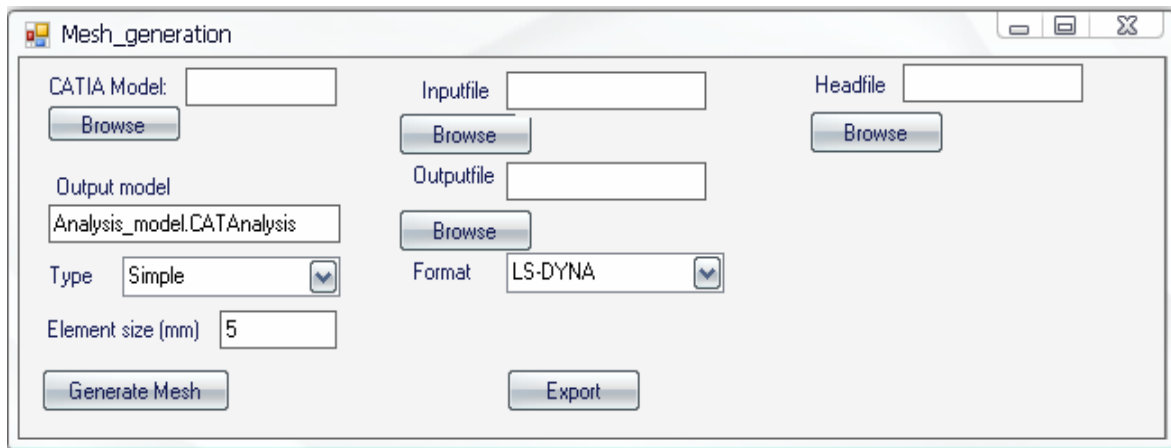 Mesh_generation
CATIA Model:
Browse
Output model
Analysis_model.CATAnalysis
Type Simple
Element size (mm) 5
Generate Mesh
Inputfile
Browse
Outputfile
Browse
Format LS-DYNA
Export
Headfile
Browse